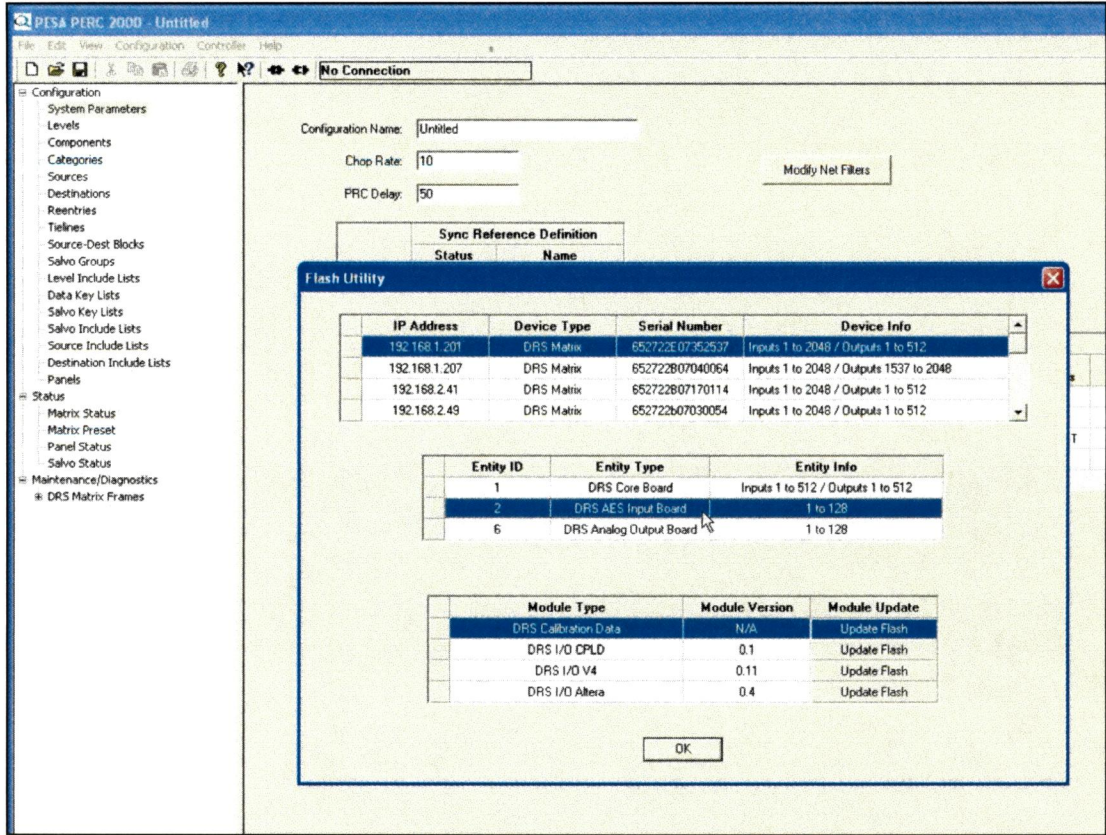 PESA PERC 2000 - Untitled
File Edit View Configuration Controller Help
No Connection
Configuration
System Parameters
Levels
Components
Categories
Sources
Destinations
Reentries
Tielines
Source-Dest Blocks
Salvo Groups
Level Include Lists
Data Key Lists
Salvo Key Lists
Salvo Include Lists
Source Include Lists
Destination Include Lists
Panels
Status
Matrix Status
Matrix Preset
Panel Status
Salvo Status
Maintenance/Diagnostics
DRS Matrix Frames
Configuration Name: Untitled
Chop Rate: 10
Modify Net Filters
PRC Delay: 50
Sync Reference Definition
Status Name
Flash Utility
IP Address Device Type Serial Number Device Info
192.168.1.201 DRS Matrix 652722E07352537 Inputs 1 to 2048 / Outputs 1 to 512
192.168.1.207 DRS Matrix 652722B07040064 Inputs 1 to 2048 / Outputs 1537 to 2048
192.168.2.41 DRS Matrix 652722B07170114 Inputs 1 to 2048 / Outputs 1 to 512
192.168.2.49 DRS Matrix 652722b07030054 Inputs 1 to 2048 / Outputs 1 to 512
s
T
Entity ID Entity Type Entity Info
1 DRS Core Board Inputs 1 to 512 / Outputs 1 to 512
2 DRS AES Input Board 1 to 128
6 DRS Analog Output Board 1 to 128
Module Type Module Version Module Update
DRS Calibration Data N/A Update Flash
DRS I/O CPLD 0.1 Update Flash
DRS I/O V4 0.11 Update Flash
DRS I/O Altera 0.4 Update Flash
OK